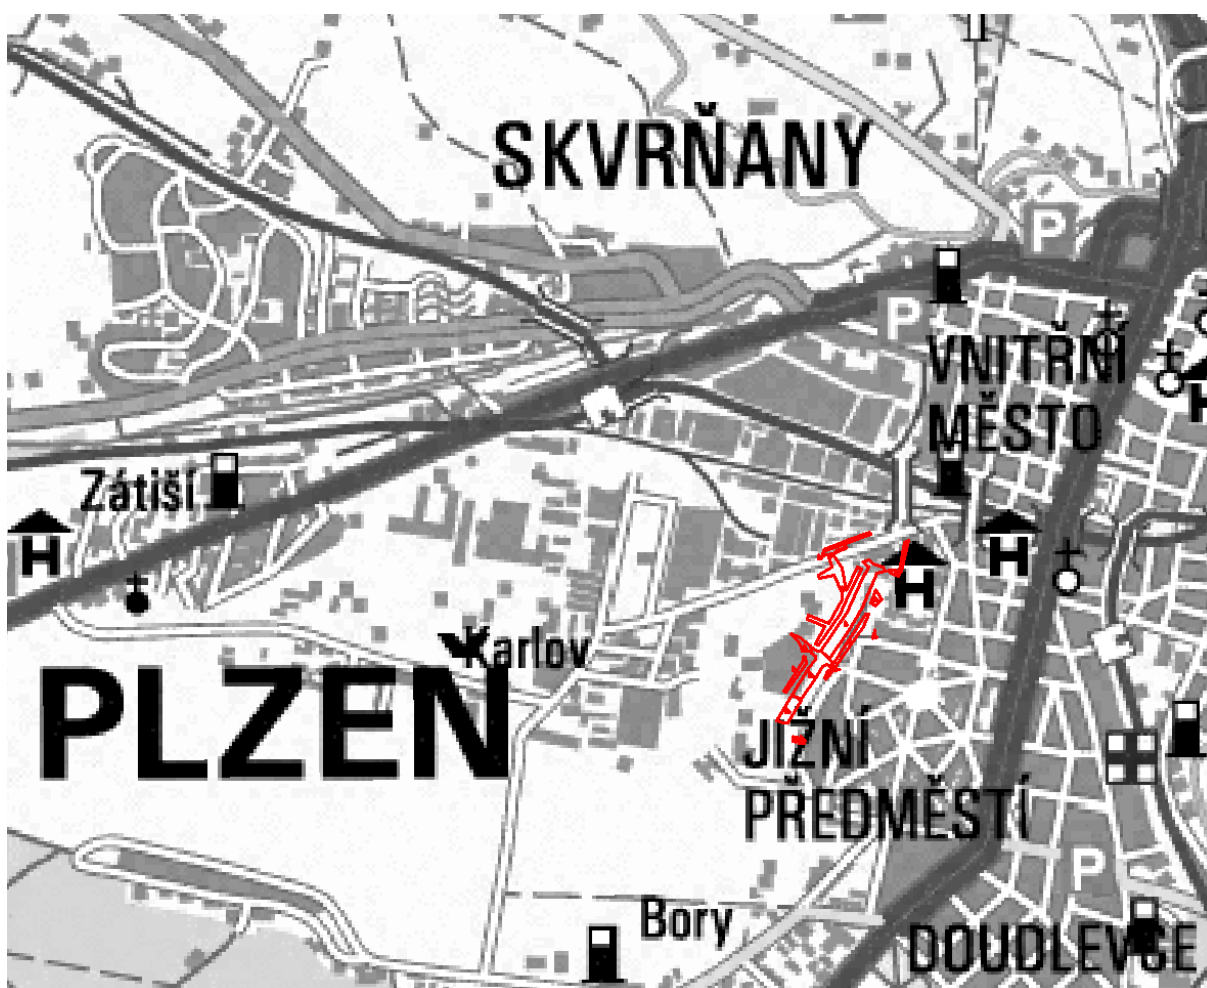 SKVRŇANY
P
P
VNITŘNÍ
MĚSTO
H
Zátiší
H
H
H
Karlov
PLZEŇ
JIŽNÍ
PŘEDMĚSTÍ
P
Bory
DOUDLEVCE